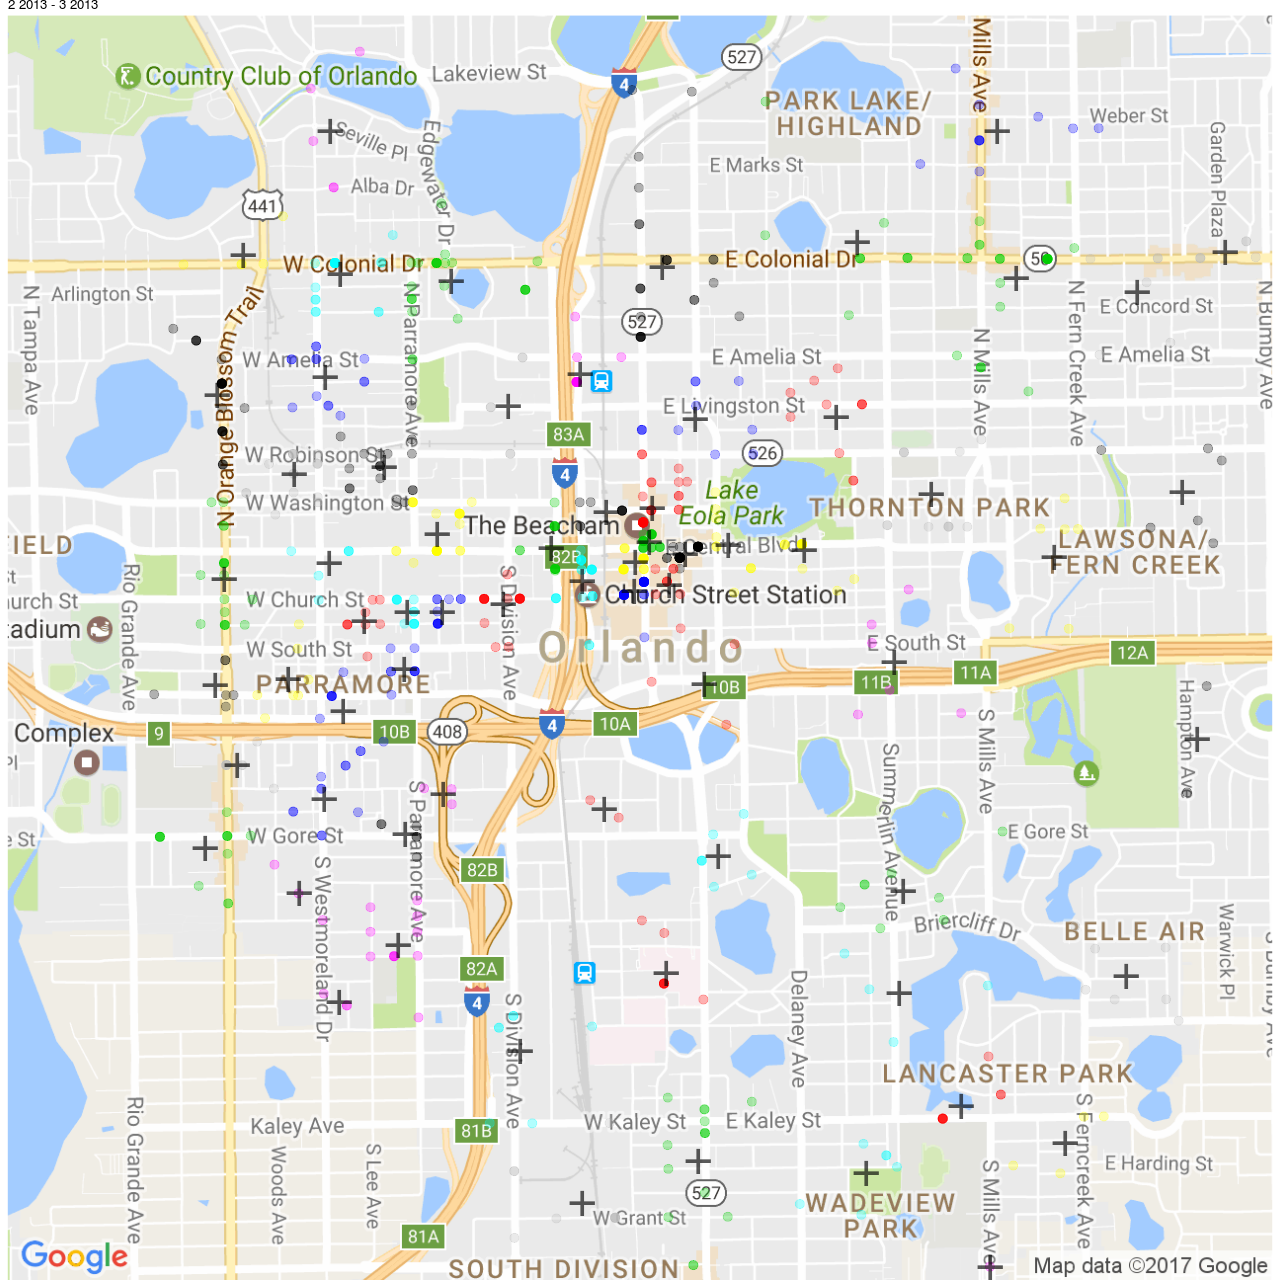 2 2013 - 3 2013
Country Club of Orlando
Lakeview St
4
527
Mills Ave
PARK LAKE/
HIGHLAND
Weber St
Seville Pl
Edgewater Dr
Garden Plaza
E Marks St
Alba Dr
441
W Colonial Dr
E Colonial Dr
50
Arlington St
N Tampa Ave
N Orange Blossom Trail
N Parramore Ave
527
N Mills Ave
N Fern Creek Ave
E Concord St
N Bumby Ave
W Amelia St
E Amelia St
E Amelia St
E Livingston St
83A
W Robinson St
526
4
Lake
Eola Park
W Washington St
THORNTON PARK
The Beacham
FIELD
82B
E Central Blvd
LAWSONA/
FERN CREEK
Rio Grande Ave
S Division Ave
W Church St
Church Street Station
Orlando
W South St
E South St
12A
11A
11B
10B
PARRAMORE
Hampton Ave
Complex
9
10B
408
4
10A
S Mills Ave
Summerlin Avenue
S Parramore Ave
W Gore St
E Gore St
82B
S Westmoreland Dr
Briercliff Dr
BELLE AIR
Warwick Pl
S Bumby Ave
82A
4
Delaney Ave
S Division Ave
LANCASTER PARK
Rio Grande Ave
Kaley Ave
81B
W Kaley St
E Kaley St
S Ferncreek Ave
Woods Ave
S Lee Ave
E Harding St
S Mills Ave
527
WADEVIEW
PARK
W Grant St
81A
Google
SOUTH DIVISION
Map data ©2017 Google